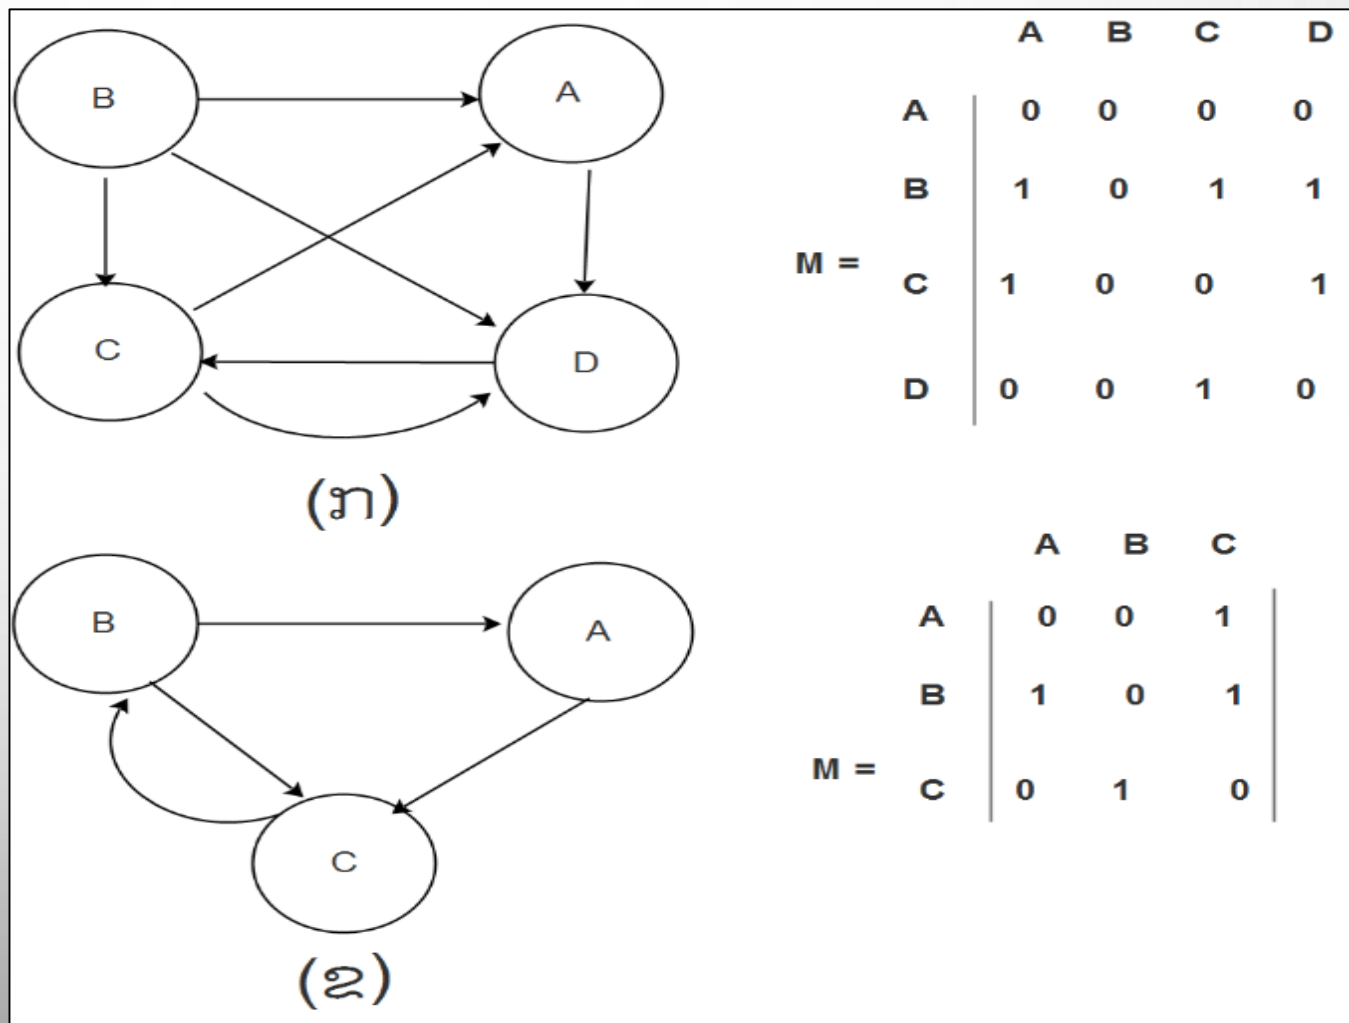 B
A
C
D
(ກ)
A B C D
A 0 0 0 0
B 1 0 1 1
M =
C 1 0 0 1
D 0 0 1 0
B
A
C
(ຂ)
A B C
A 0 0 1
B 1 0 1
M =
C 0 1 0